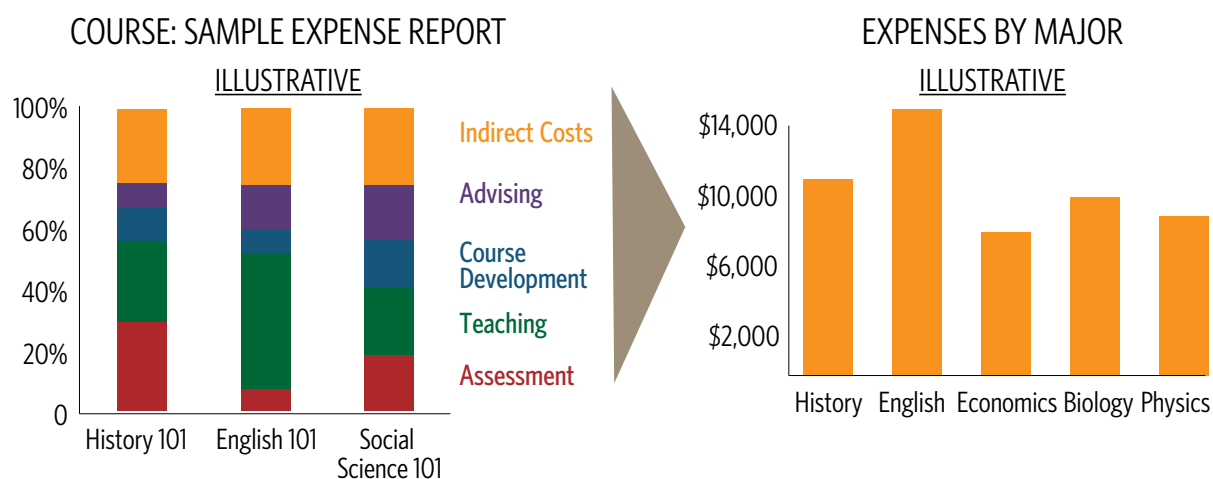 COURSE: SAMPLE EXPENSE REPORT
ILLUSTRATIVE
100%
80%
60%
40%
20%
0
History 101
English 101
Social
Science 101
Indirect Costs
Advising
Course
Development
Teaching
Assessment
EXPENSES BY MAJOR
ILLUSTRATIVE
$14,000
$10,000
$6,000
$2,000
History
English
Economics
Biology
Physics